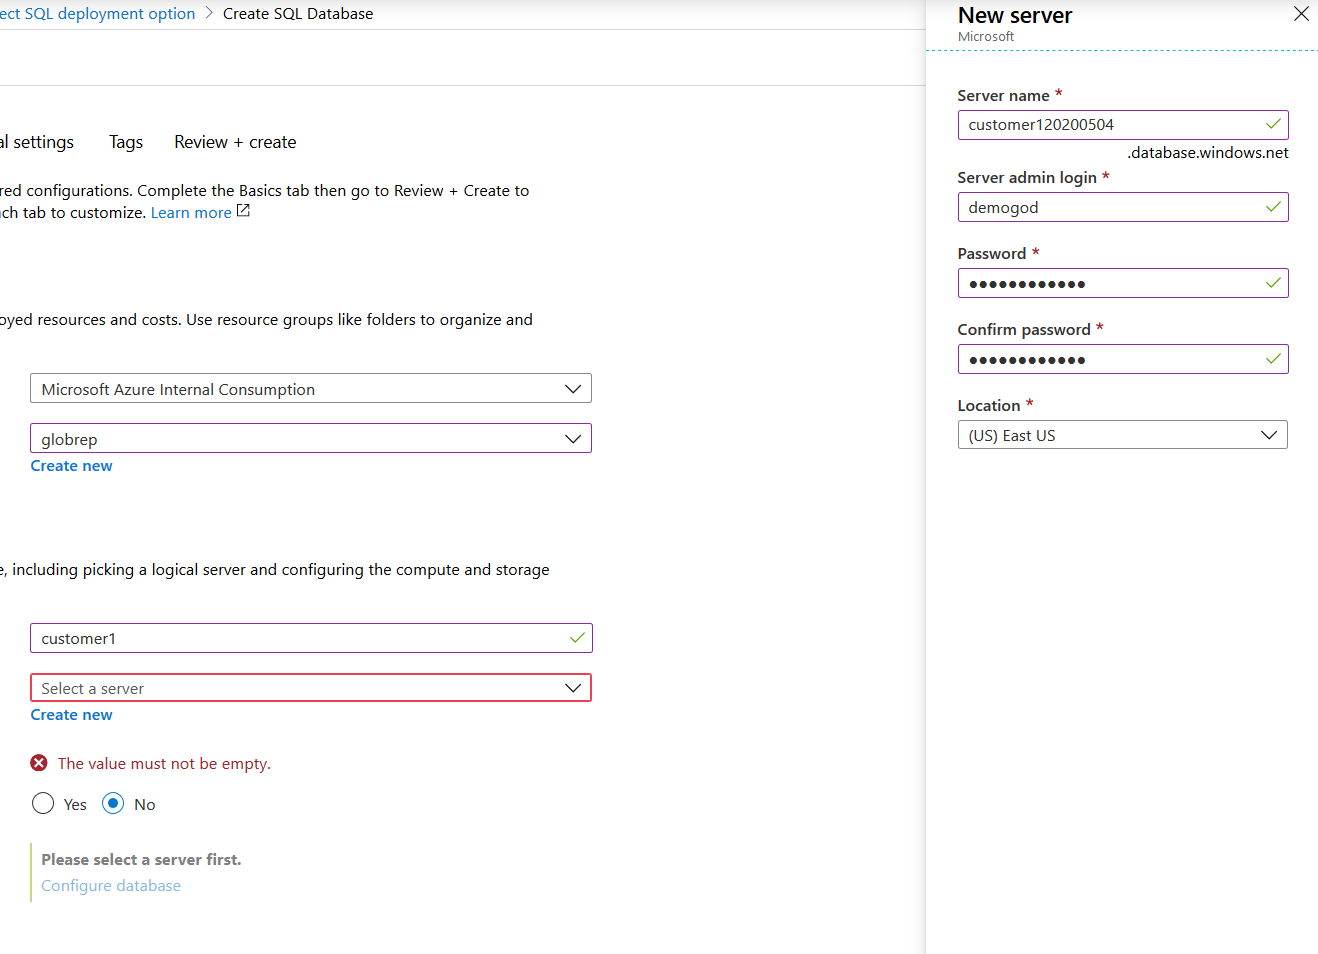 ect SQL deployment option > Create SQL Database
al settings Tags Review + create
red configurations. Complete the Basics tab then go to Review + Create to
ch tab to customize. Learn more
oyed resources and costs. Use resource groups like folders to organize and
Microsoft Azure Internal Consumption
globrep
Create new
e, including picking a logical server and configuring the compute and storage
customer1
Select a server
Create new
The value must not be empty.
Yes No
Please select a server first.
Configure database
New server
Microsoft
Server name *
customer120200504
.database.windows.net
Server admin login *
demogod
Password *
●●●●●●●●●●●●
Confirm password *
●●●●●●●●●●●●
Location *
(US) East US